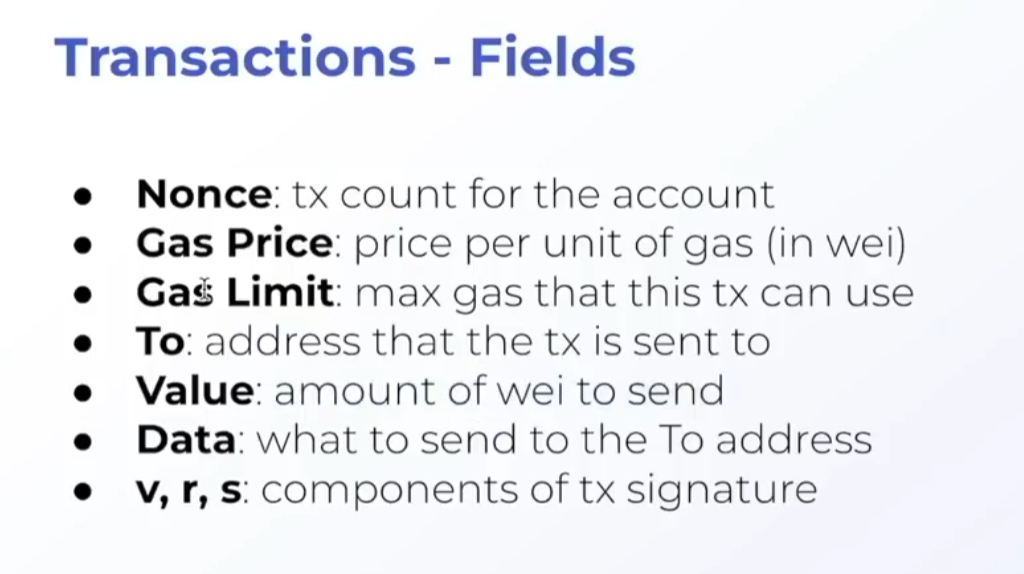 Transactions - Fields
● Nonce: tx count for the account
● Gas Price: price per unit of gas (in wei)
● Gas Limit: max gas that this tx can use
● To: address that the tx is sent to
● Value: amount of wei to send
● Data: what to send to the To address
● v, r, s: components of tx signature